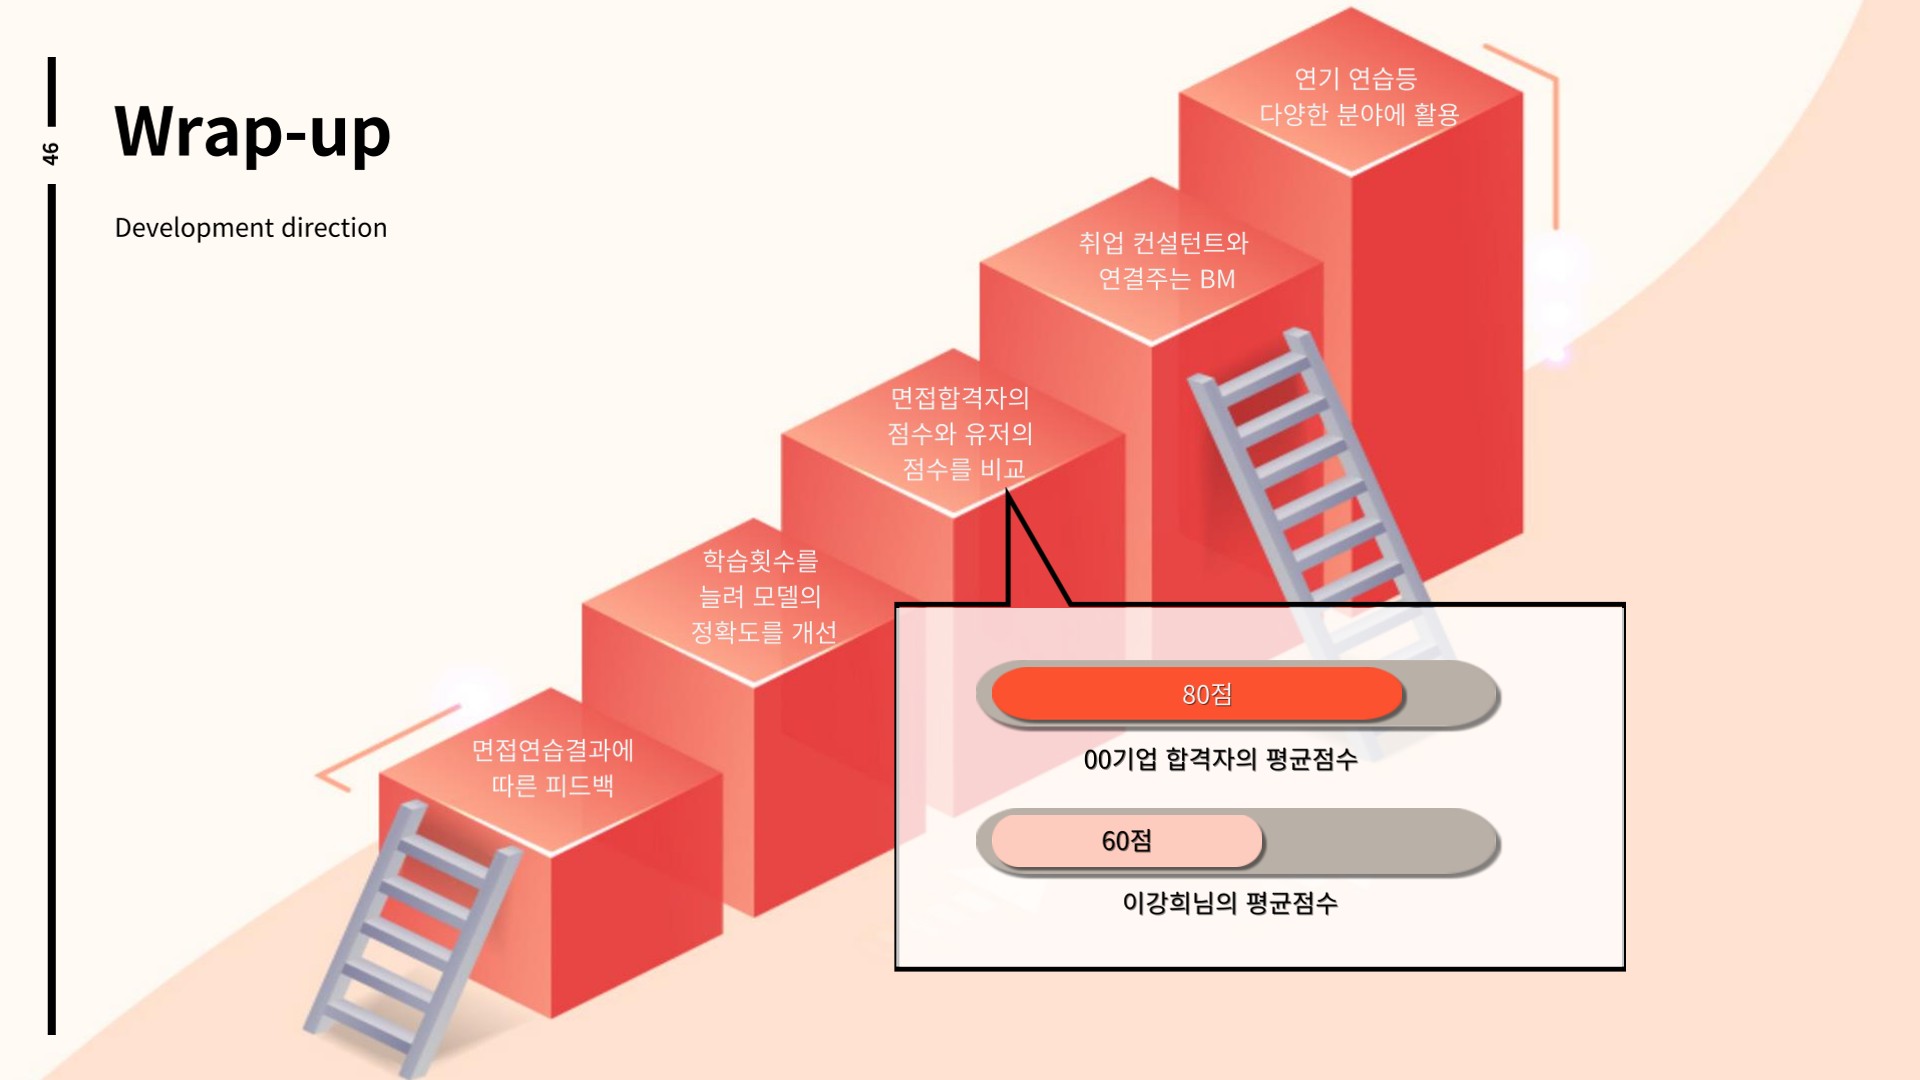 46
Wrap-up
Development direction
연기 연습등
다양한 분야에 활용
취업 컨설턴트와
연결주는 BM
면접합격자의
점수와 유저의
점수를 비교
학습횟수를
늘려 모델의
정확도를 개선
면접연습결과에
따른 피드백
80점
00기업 합격자의 평균점수
60점
이강희님의 평균점수